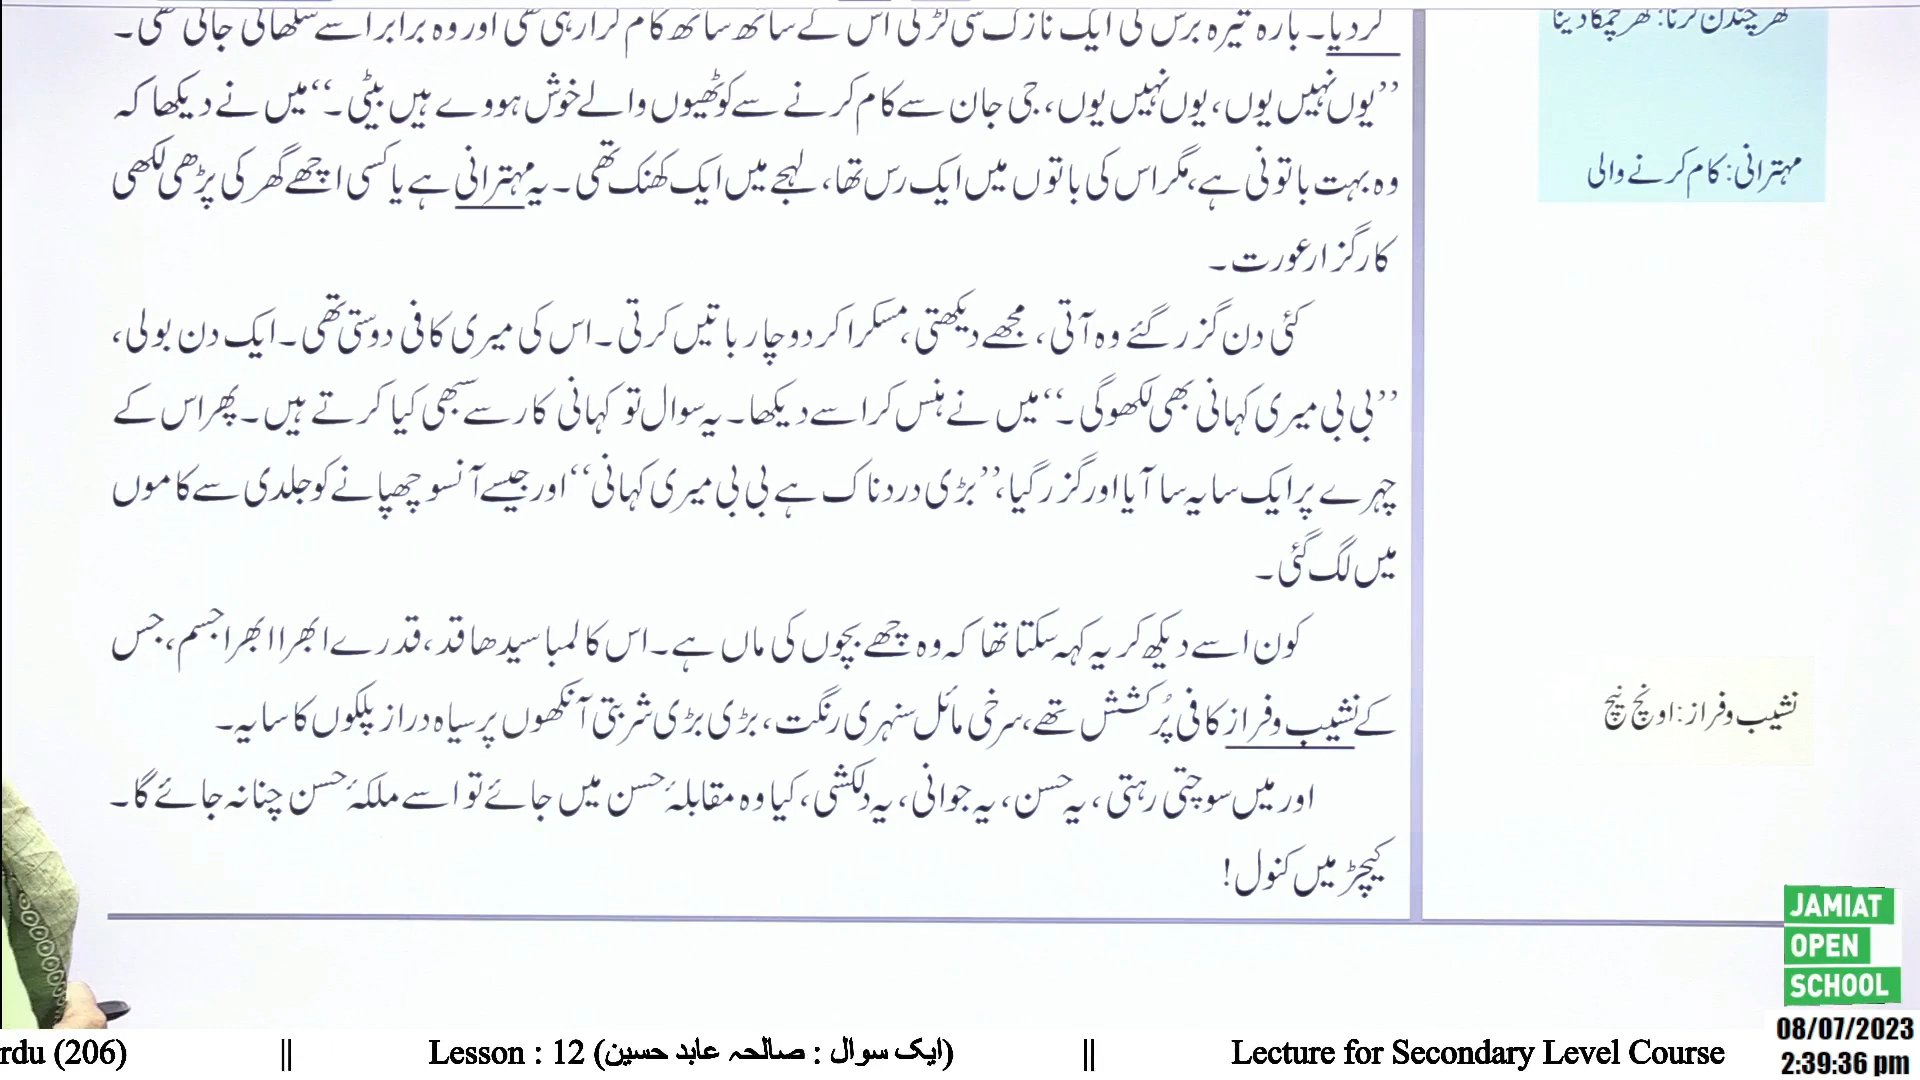 کردیا۔ بارہ تیرہ برس کی ایک نازک سی لڑکی اس کے ساتھ ساتھ کام کرا رہی تھی اور وہ برابر اسے سکھاتی جاتی تھی۔
’’یوں نہیں یوں، یوں نہیں یوں، جی جان سے کام کرنے سے کوٹھیوں والے خوش ہووے ہیں بیٹی۔‘‘ میں نے دیکھا کہ
وہ بہت باتونی ہے، مگر اس کی باتوں میں ایک رس تھا، لہجے میں ایک کھنک تھی۔ یہ مہترانی ہے یا کسی اچھے گھر کی پڑھی لکھی
کارگزار عورت۔
کئی دن گزر گئے وہ آتی، مجھے دیکھتی، مسکرا کر دو چار باتیں کرتی۔ اس کی میری کافی دوستی تھی۔ ایک دن بولی،
’’بی بی میری کہانی بھی لکھوگی۔‘‘ میں نے ہنس کر اسے دیکھا۔ یہ سوال تو کہانی کار سے سبھی کیا کرتے ہیں۔ پھر اس کے
چہرے پر ایک سایہ سا آیا اور گزر گیا، ’’بڑی دردناک ہے بی بی میری کہانی‘‘ اور جیسے آنسو چھپانے کو جلدی سے کاموں
میں لگ گئی۔
کون اسے دیکھ کر یہ کہہ سکتا تھا کہ وہ چھے بچوں کی ماں ہے۔ اس کا لمبا سیدھا قد، قدرے ابھرا ابھرا جسم، جس
کے نشیب و فراز کافی پُرکشش تھے، سرخی مائل سنہری رنگت، بڑی بڑی شربتی آنکھوں پر سیاہ دراز پلکوں کا سایہ۔
اور میں سوچتی رہتی، یہ حسن، یہ جوانی، یہ دلکشی، کیا وہ مقابلۂ حسن میں جائے تو اسے ملکۂ حسن چنا نہ جائے گا۔
کیچڑ میں کنول!
گھر چندن کرنا: گھر چمکا دینا
مہترانی: کام کرنے والی
نشیب و فراز: اونچ نیچ
JAMIAT
OPEN
SCHOOL
08/07/2023
2:39:36 pm
rdu (206) || Lesson : 12 (ایک سوال : صالحہ عابد حسین) || Lecture for Secondary Level Course